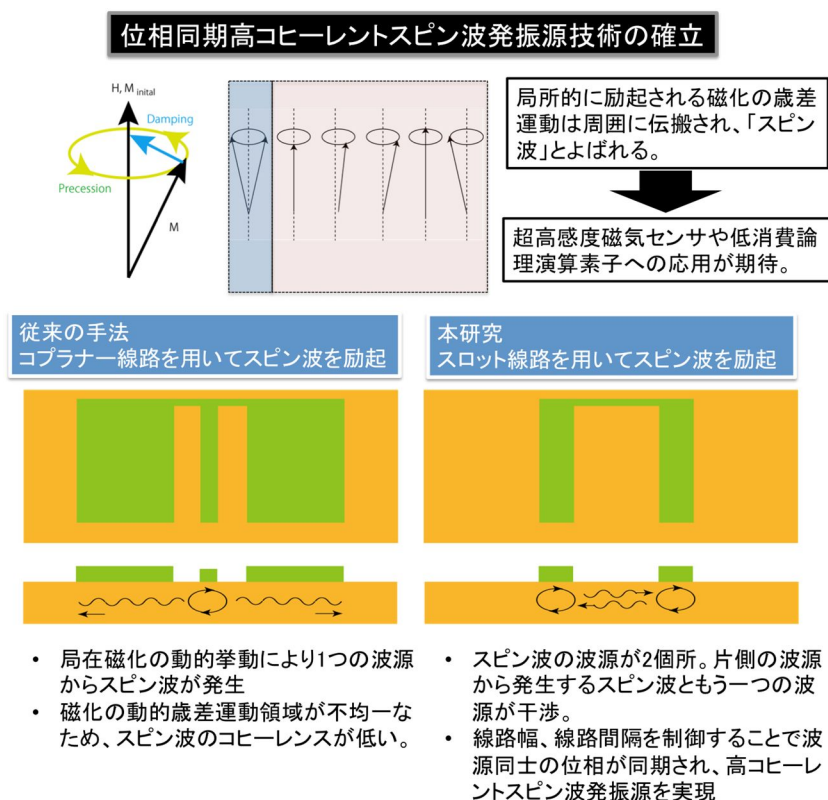 位相同期高コヒーレントスピン波発振源技術の確立
H, M inital
Damping
Precession
M
局所的に励起される磁化の歳差
運動は周囲に伝搬され、「スピン
波」とよばれる。
超高感度磁気センサや低消費論
理演算素子への応用が期待。
従来の手法
コプラナー線路を用いてスピン波を励起
本研究
スロット線路を用いてスピン波を励起
• 局在磁化の動的挙動により1つの波源
からスピン波が発生
• 磁化の動的歳差運動領域が不均一な
ため、スピン波のコヒーレンスが低い。
• スピン波の波源が2個所。片側の波源
から発生するスピン波ともう一つの波
源が干渉。
• 線路幅、線路間隔を制御することで波
源同士の位相が同期され、高コヒーレ
ントスピン波発振源を実現